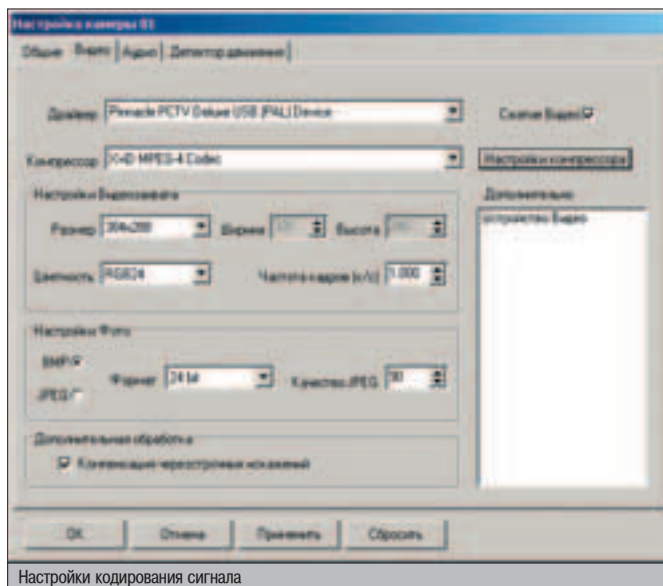 Настройка камеры 01
Общие Видео Аудио Детектор движения
Драйвер Pinnacle PCTV Deluxe USB (PAL) Device
Сжатие Видео
Компрессор XviD MPEG-4 Codec
Настройки компрессора
Настройки Видеозахвата
Дополнительно
устройство Видео
Размер 384x288 Ширина Высота
Цветность RGB24 Частота кадров (к/с) 1.000
Настройки Фото
BMP
JPEG
Формат 24 bit Качество JPEG 90
Дополнительная обработка
Компенсация чересстрочных искажений
OK Отмена Применить Сбросить
Настройки кодирования сигнала